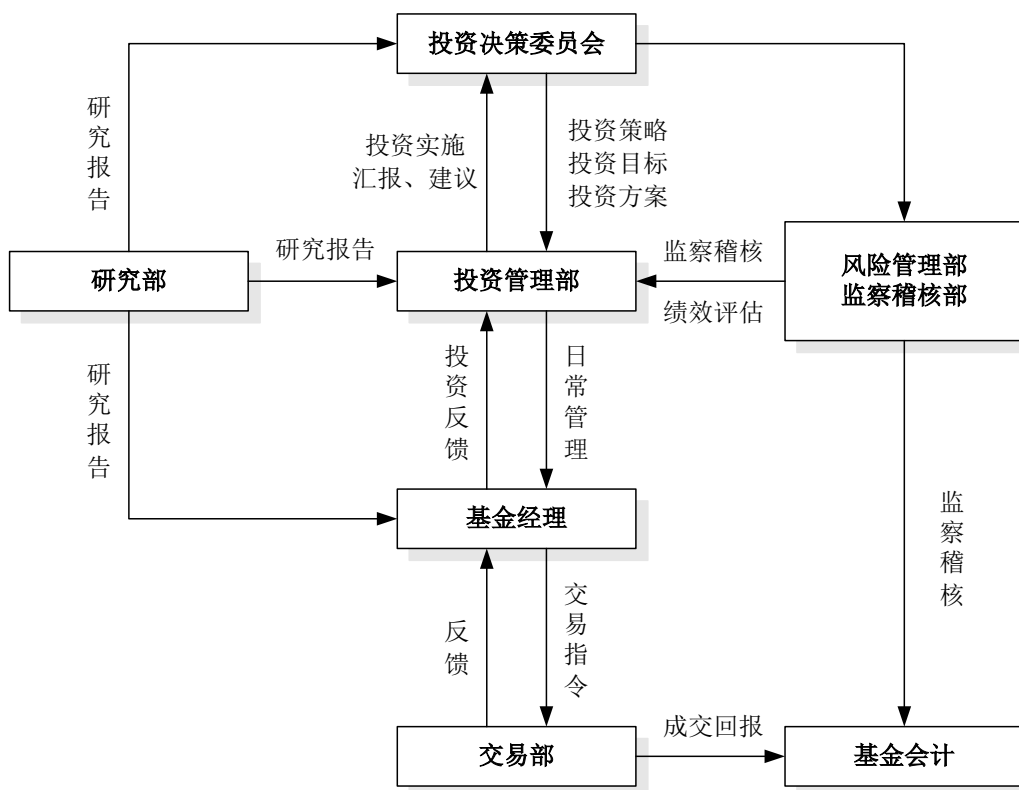 投资决策委员会
研究报告
投资实施
汇报、建议
投资策略
投资目标
投资方案
研究部
研究报告
投资管理部
监察稽核
绩效评估
风险管理部
监察稽核部
研究报告
投资反馈
日常管理
基金经理
监察稽核
反馈
交易指令
交易部
成交回报
基金会计